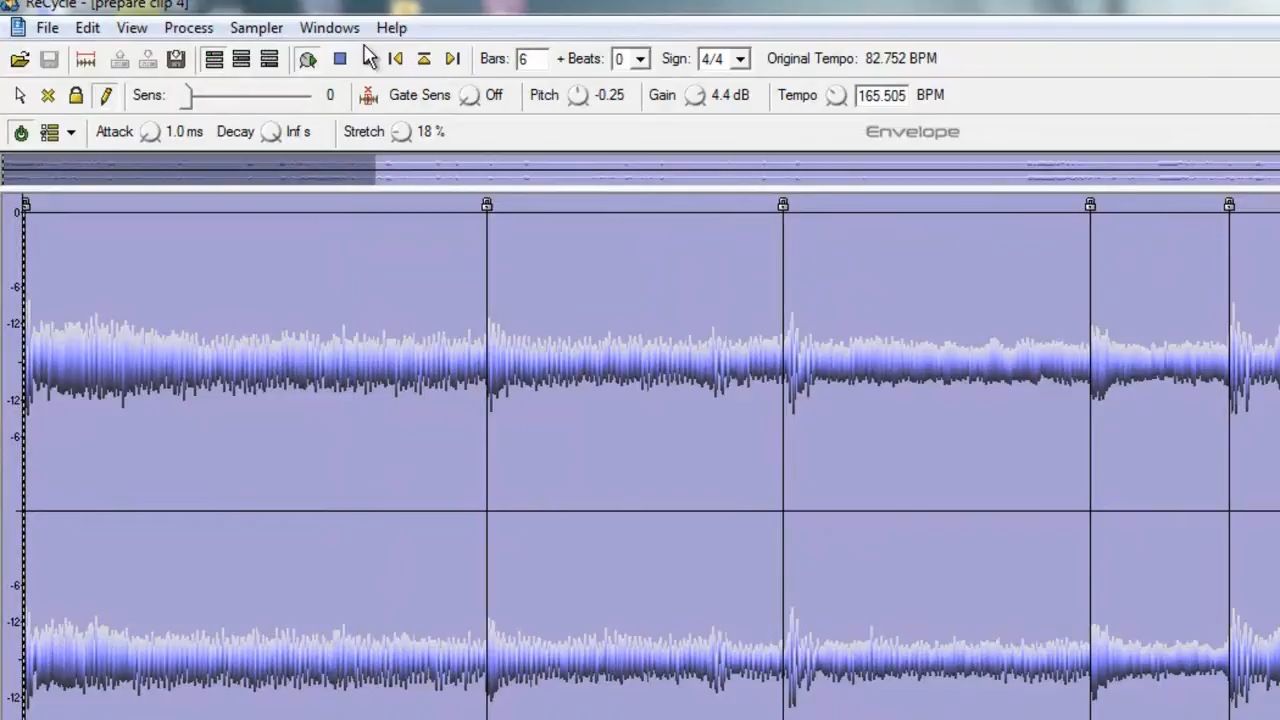 ReCycle - [prepare clip 4]
File Edit View Process Sampler Windows Help
Bars: 6 + Beats: 0 Sign: 4/4 Original Tempo: 82.752 BPM
Sens: 0 Gate Sens Off Pitch -0.25 Gain 4.4 dB Tempo 165.505 BPM
Attack 1.0 ms Decay Inf s Stretch 18 % Envelope
0
-6
-12
-12
-6
-6
-12
-12